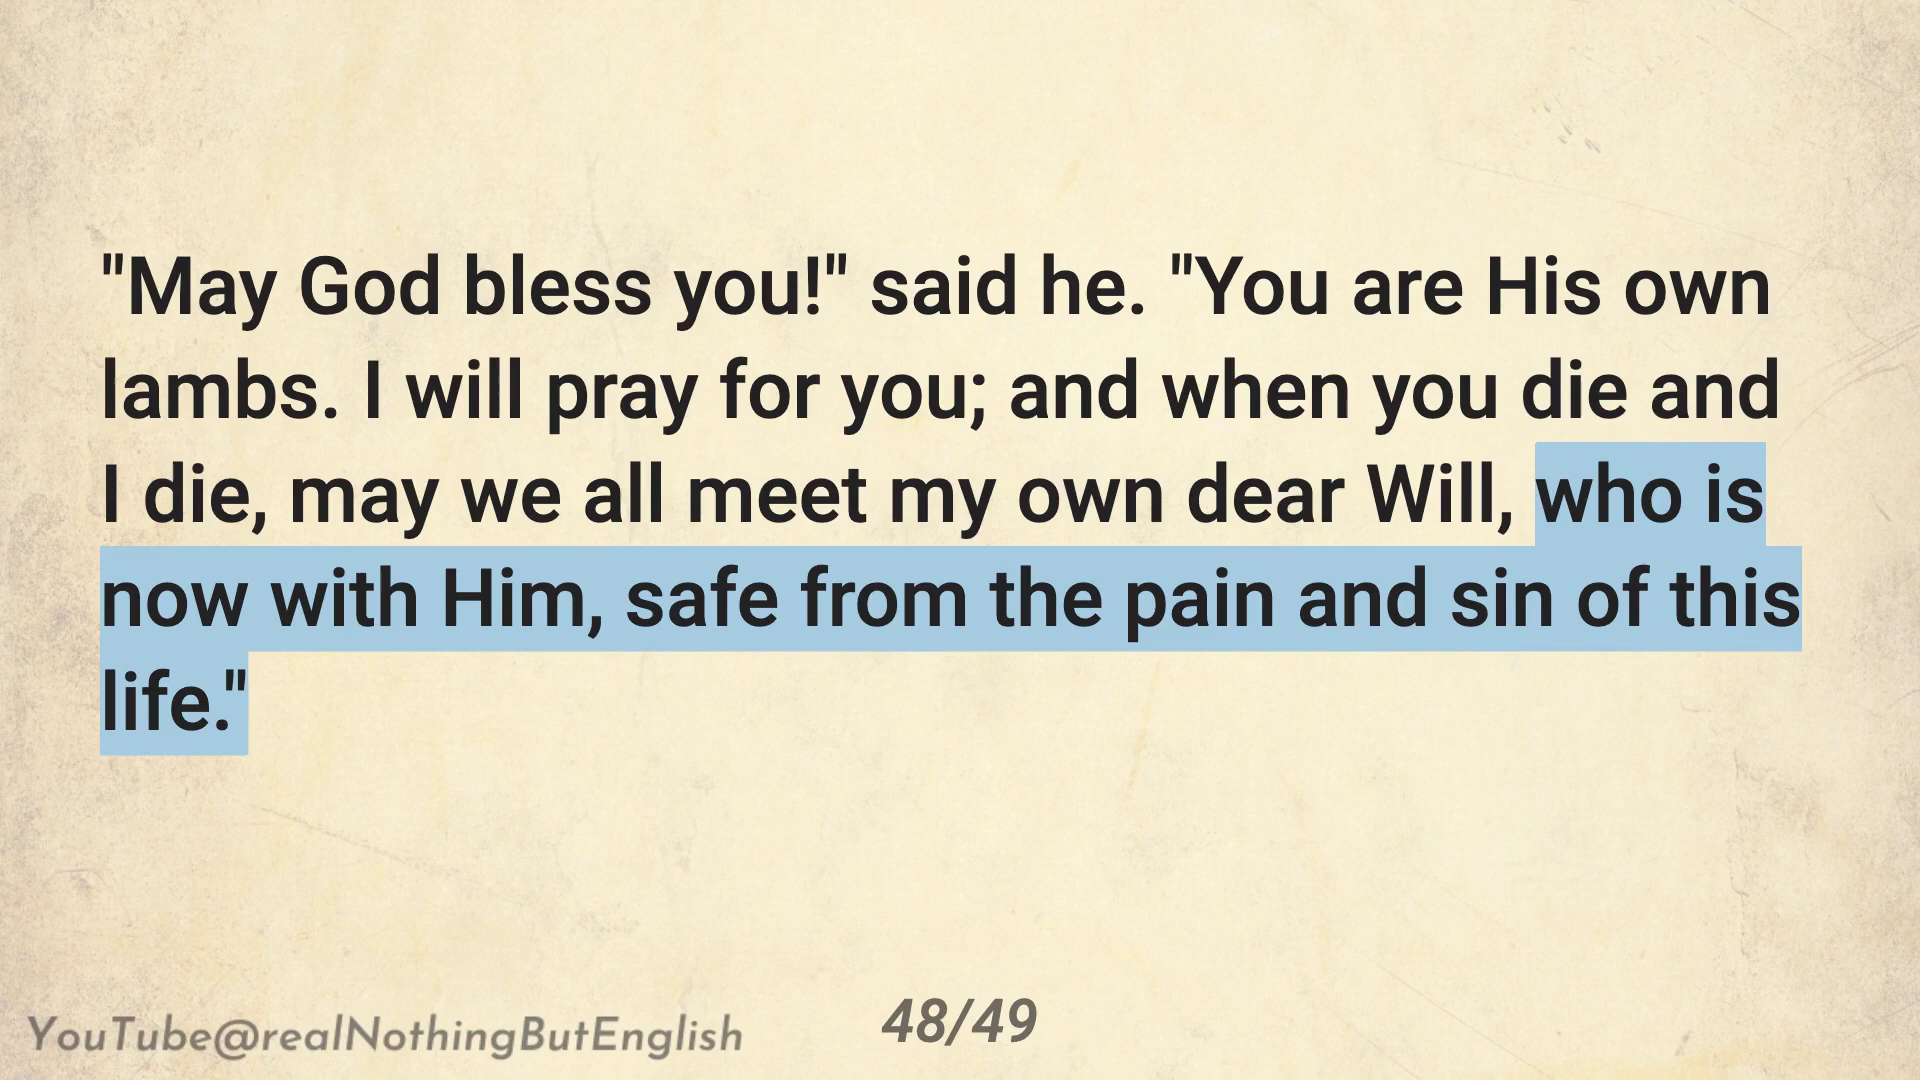 "May God bless you!" said he. "You are His own
lambs. I will pray for you; and when you die and
I die, may we all meet my own dear Will, who is
now with Him, safe from the pain and sin of this
life."
YouTube@realNothingButEnglish
48/49